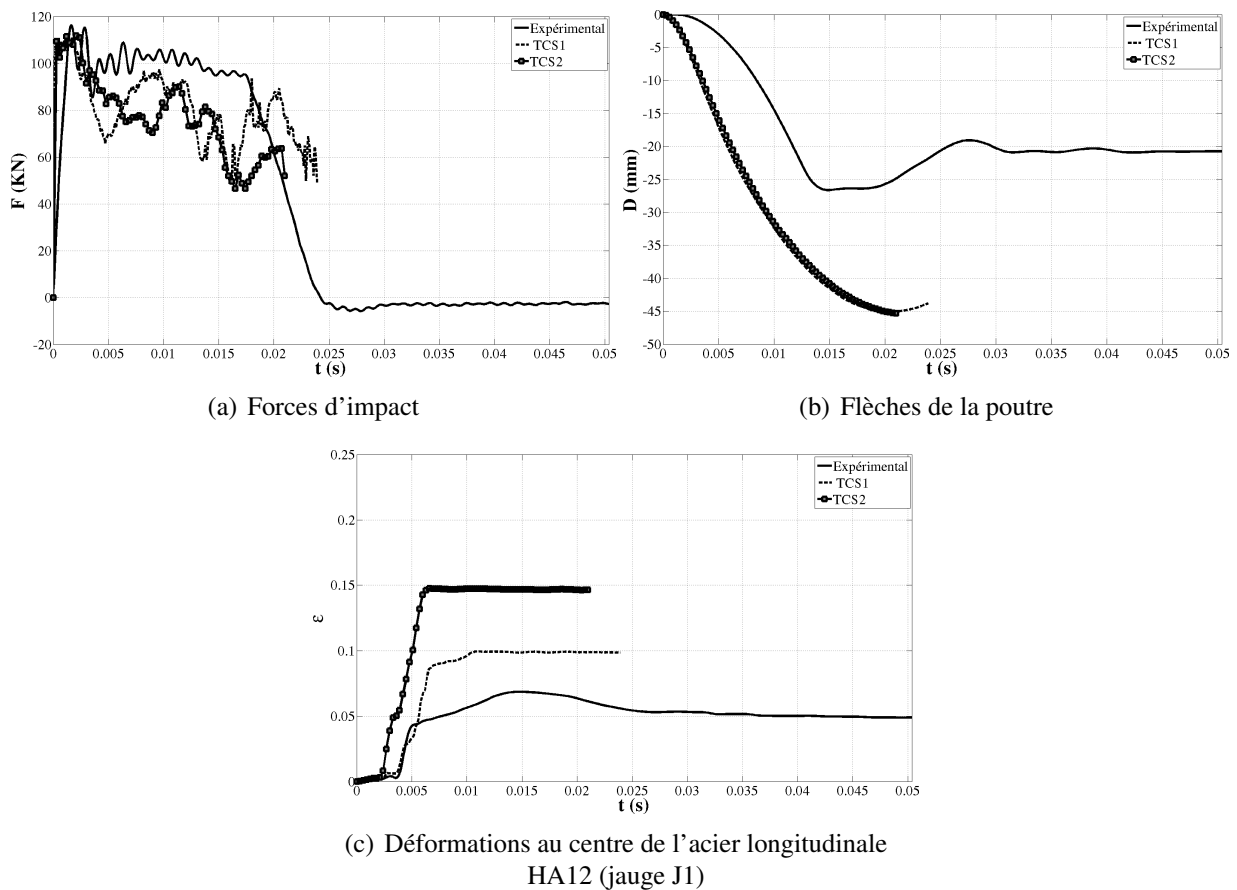 120
100
80
60
40
20
0
-20
F (KN)
0 0.005 0.01 0.015 0.02 0.025 0.03 0.035 0.04 0.045 0.05
t (s)
Expérimental
TCS1
TCS2
(a) Forces d'impact
0
-5
-10
-15
-20
-25
-30
-35
-40
-45
-50
D (mm)
0 0.005 0.01 0.015 0.02 0.025 0.03 0.035 0.04 0.045 0.05
t (s)
Expérimental
TCS1
TCS2
(b) Flèches de la poutre
0.25
0.2
0.15
0.1
0.05
0
ε
0 0.005 0.01 0.015 0.02 0.025 0.03 0.035 0.04 0.045 0.05
t (s)
Expérimental
TCS1
TCS2
(c) Déformations au centre de l'acier longitudinale
HA12 (jauge J1)